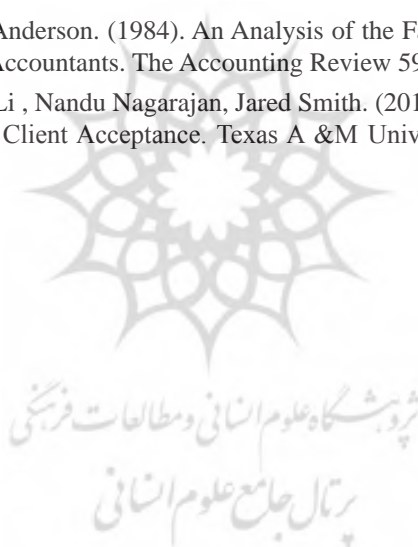 Anderson. (1984). An Analysis of the F
Accountants. The Accounting Review 59
Li , Nandu Nagarajan, Jared Smith. (201
Client Acceptance. Texas A &M Univ
پژوهشگاه علوم انسانی و مطالعات فرهنگی
پرتال جامع علوم انسانی